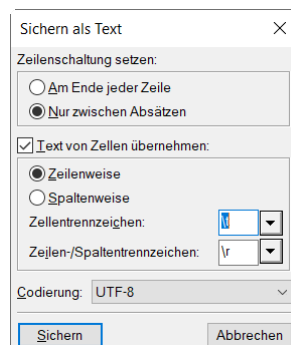 Sichern als Text
Zeilenschaltung setzen:
Am Ende jeder Zeile
Nur zwischen Absätzen
Text von Zellen übernehmen:
Zeilenweise
Spaltenweise
Zellentrennzeichen: \t
Zeilen-/Spaltentrennzeichen: \r
Codierung: UTF-8
Sichern Abbrechen